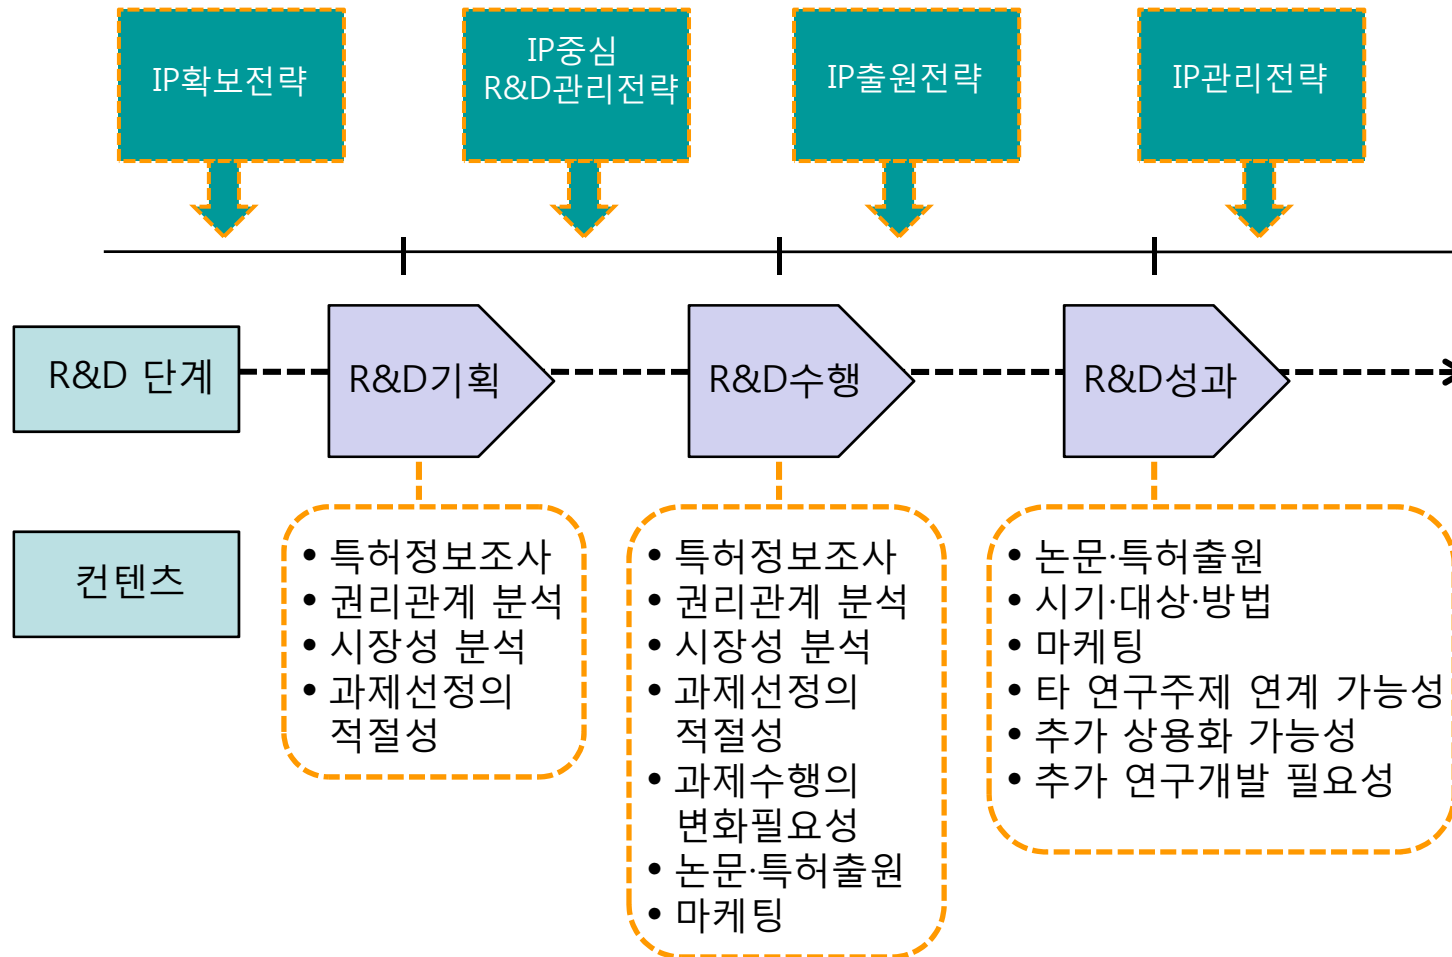 IP확보전략
IP중심
R&D관리전략
IP출원전략
IP관리전략
R&D 단계
R&D기획
R&D수행
R&D성과
컨텐츠
• 특허정보조사
• 권리관계 분석
• 시장성 분석
• 과제선정의
적절성
• 특허정보조사
• 권리관계 분석
• 시장성 분석
• 과제선정의
적절성
• 과제수행의
변화필요성
• 논문·특허출원
• 마케팅
• 논문·특허출원
• 시기·대상·방법
• 마케팅
• 타 연구주제 연계 가능성
• 추가 상용화 가능성
• 추가 연구개발 필요성